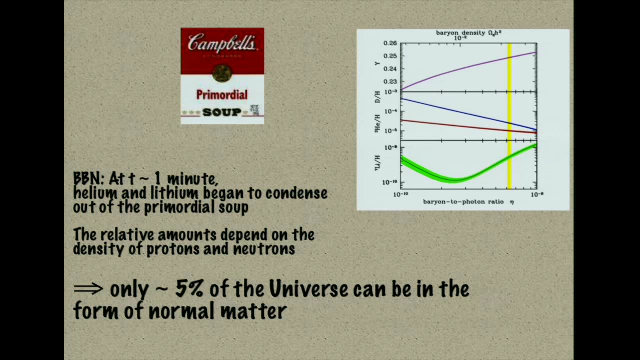 Campbell's
Primordial
SOUP
baryon density Ω_b h²
10⁻²
0.26
0.25
Y
0.24
0.23
10⁻³
D/H
10⁻⁴
³He/H
10⁻⁵
10⁻⁹
⁷Li/H
10⁻¹⁰
10⁻¹⁰ 10⁻⁹
baryon-to-photon ratio η
BBN: At t ~ 1 minute,
helium and lithium began to condense
out of the primordial soup
The relative amounts depend on the
density of protons and neutrons
⟹ only ~ 5% of the Universe can be in the
form of normal matter